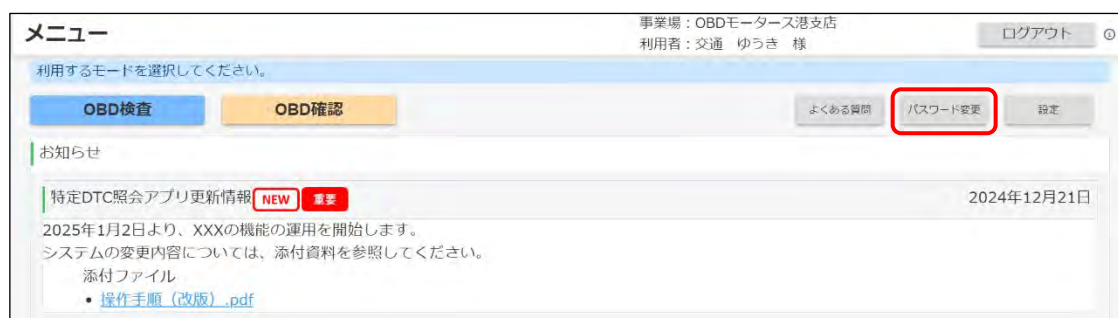 メニュー
事業場：OBDモータース港支店
利用者：交通　ゆうき　様
ログアウト
利用するモードを選択してください。
OBD検査
OBD確認
よくある質問
パスワード変更
設定
お知らせ
特定DTC照会アプリ更新情報 NEW 重要
2024年12月21日
2025年1月2日より、XXXの機能の運用を開始します。
システムの変更内容については、添付資料を参照してください。
添付ファイル
• 操作手順（改版）.pdf